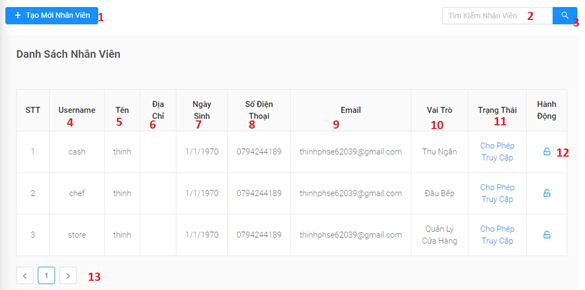 + Tạo Mới Nhân Viên 1
Tìm Kiếm Nhân Viên 2 3
Danh Sách Nhân Viên
STT Username Tên Địa Chỉ Ngày Sinh Số Điện Thoại Email Vai Trò Trạng Thái Hành Động
4 5 6 7 8 9 10 11
1 cash thinh 1/1/1970 0794244189 thinhphse62039@gmail.com Thu Ngân Cho Phép Truy Cập 12
2 chef thinh 1/1/1970 0794244189 thinhphse62039@gmail.com Đầu Bếp Cho Phép Truy Cập
3 store thinh 1/1/1970 0794244189 thinhphse62039@gmail.com Quản Lý Cửa Hàng Cho Phép Truy Cập
< 1 > 13